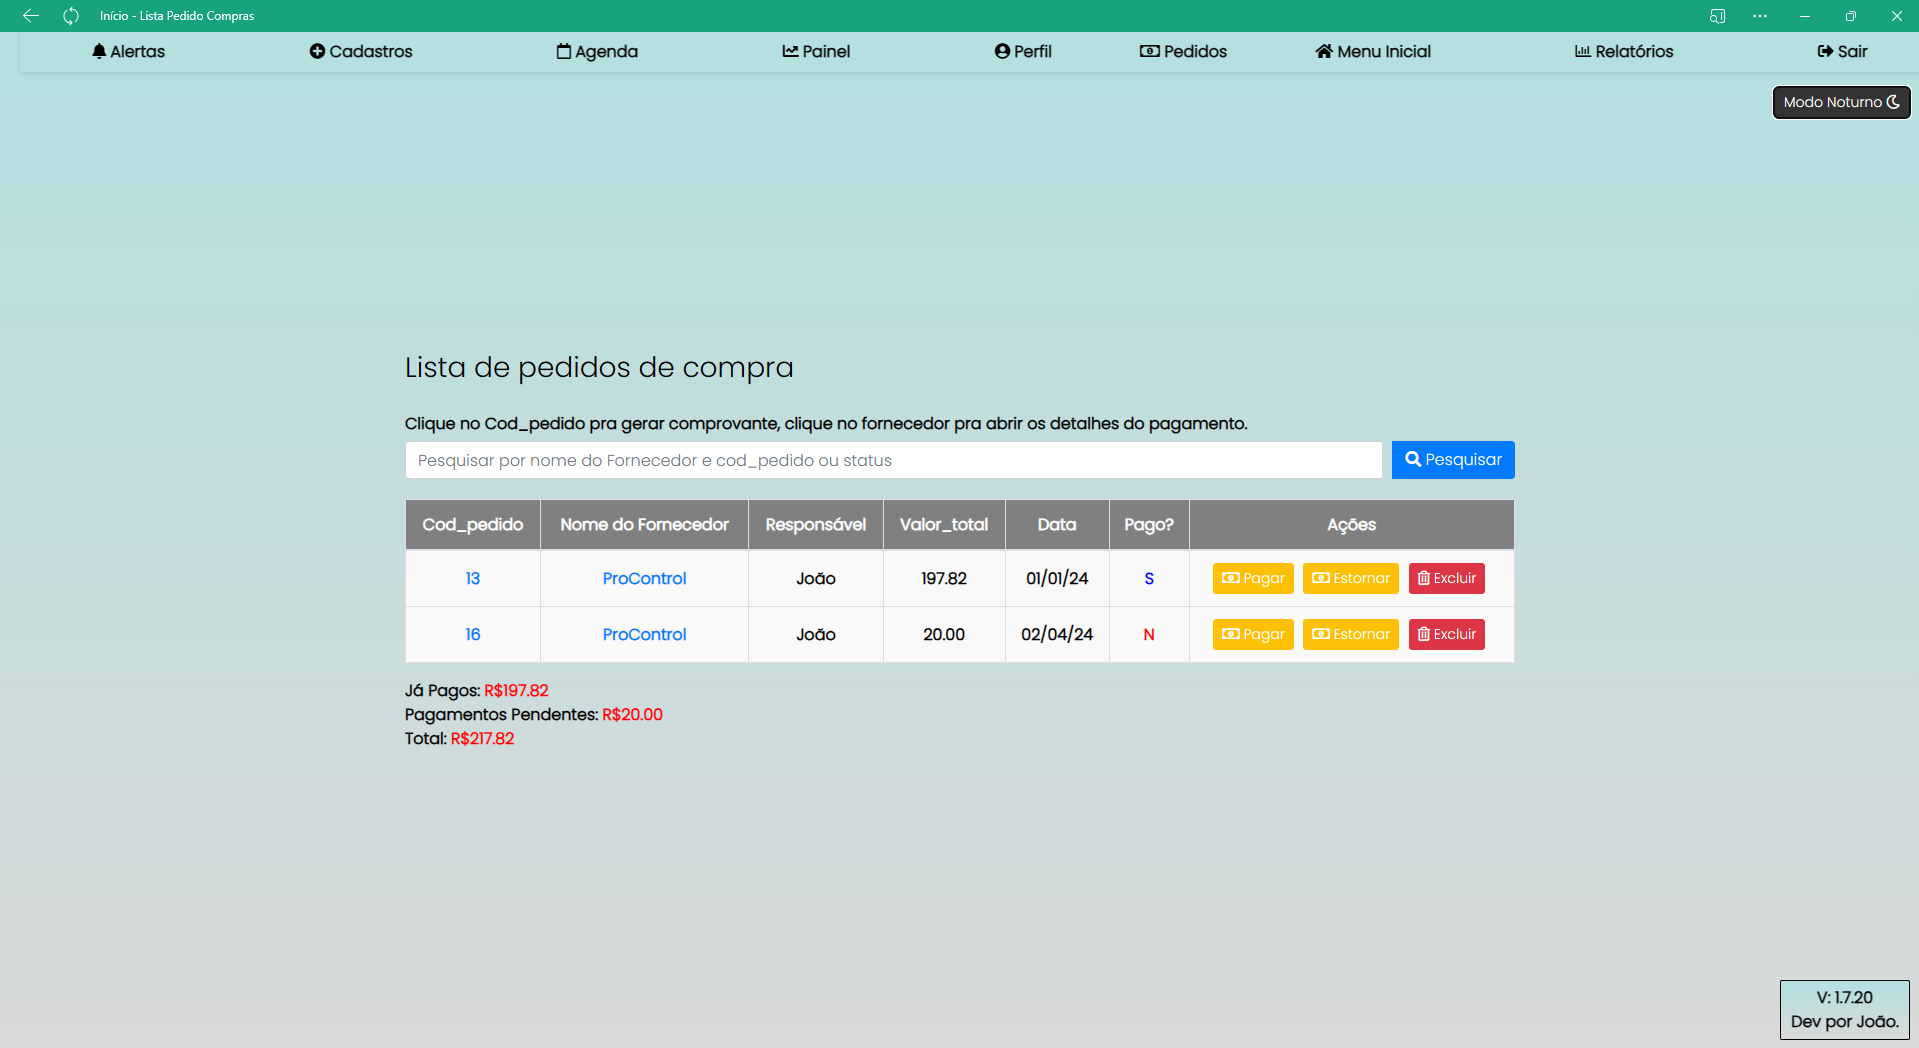 Início - Lista Pedido Compras
Alertas Cadastros Agenda Painel Perfil Pedidos Menu Inicial Relatórios Sair
Modo Noturno
Lista de pedidos de compra
Clique no Cod_pedido pra gerar comprovante, clique no fornecedor pra abrir os detalhes do pagamento.
Pesquisar por nome do Fornecedor e cod_pedido ou status Pesquisar
Cod_pedido Nome do Fornecedor Responsável Valor_total Data Pago? Ações
13 ProControl João 197.82 01/01/24 S Pagar Estornar Excluir
16 ProControl João 20.00 02/04/24 N Pagar Estornar Excluir
Já Pagos: R$197.82
Pagamentos Pendentes: R$20.00
Total: R$217.82
V: 1.7.20
Dev por João.